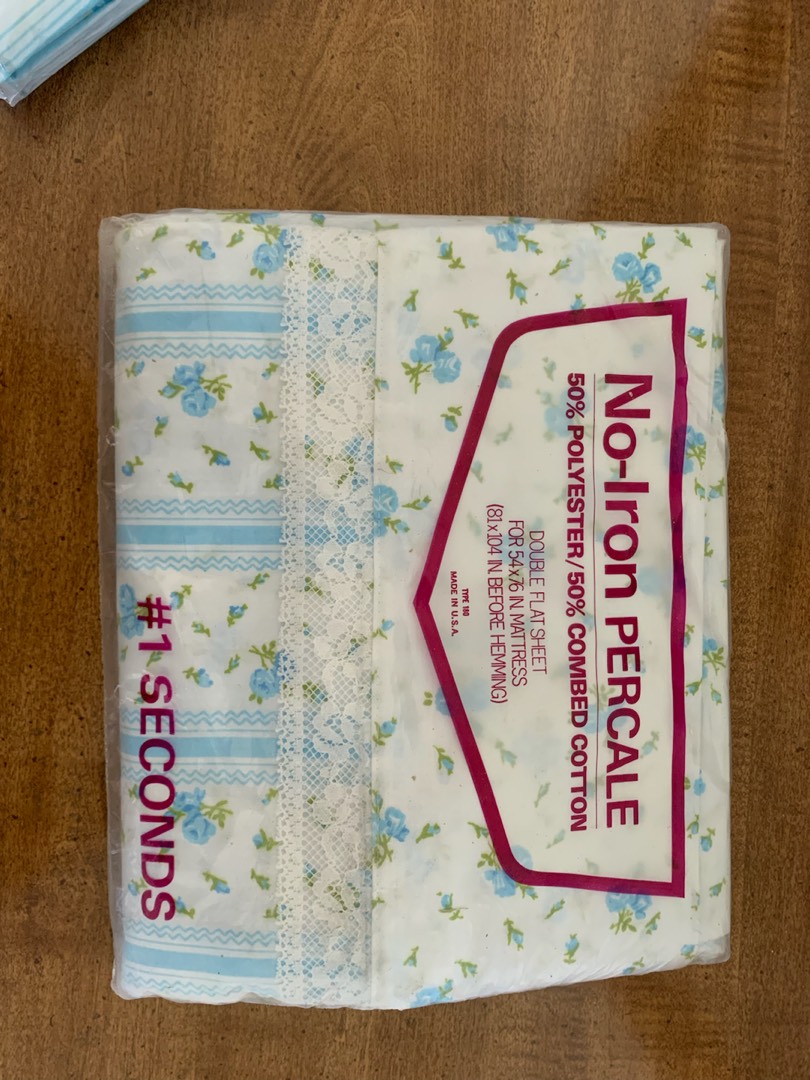 No-Iron PERCALE
50% POLYESTER/50% COMBED COTTON
DOUBLE FLAT SHEET
FOR 54x76 IN. MATTRESS
(81x104 IN. BEFORE HEMMING)
TYPE 180
MADE IN U.S.A.
#1 SECONDS